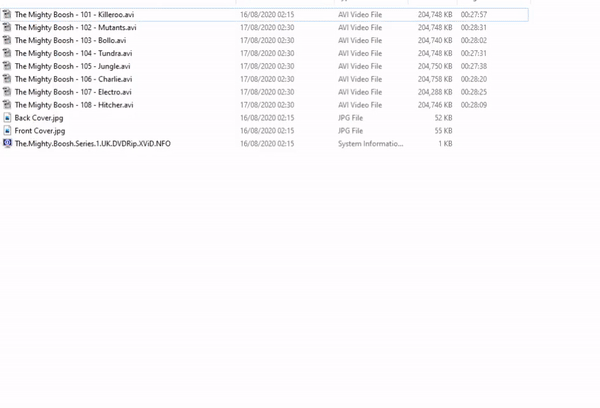 The Mighty Boosh - 101 - Killeroo.avi 16/08/2020 02:15 AVI Video File 204,748 KB 00:27:57
The Mighty Boosh - 102 - Mutants.avi 17/08/2020 02:30 AVI Video File 204,748 KB 00:28:31
The Mighty Boosh - 103 - Bollo.avi 17/08/2020 02:30 AVI Video File 204,740 KB 00:28:02
The Mighty Boosh - 104 - Tundra.avi 17/08/2020 02:30 AVI Video File 204,748 KB 00:27:31
The Mighty Boosh - 105 - Jungle.avi 17/08/2020 02:30 AVI Video File 204,750 KB 00:27:38
The Mighty Boosh - 106 - Charlie.avi 17/08/2020 02:30 AVI Video File 204,758 KB 00:28:20
The Mighty Boosh - 107 - Electro.avi 17/08/2020 02:30 AVI Video File 204,288 KB 00:28:25
The Mighty Boosh - 108 - Hitcher.avi 17/08/2020 02:30 AVI Video File 204,746 KB 00:28:09
Back Cover.jpg 16/08/2020 02:15 JPG File 52 KB
Front Cover.jpg 16/08/2020 02:15 JPG File 55 KB
The.Mighty.Boosh.Series.1.UK.DVDRip.XViD.NFO 16/08/2020 02:15 System Informatio... 1 KB